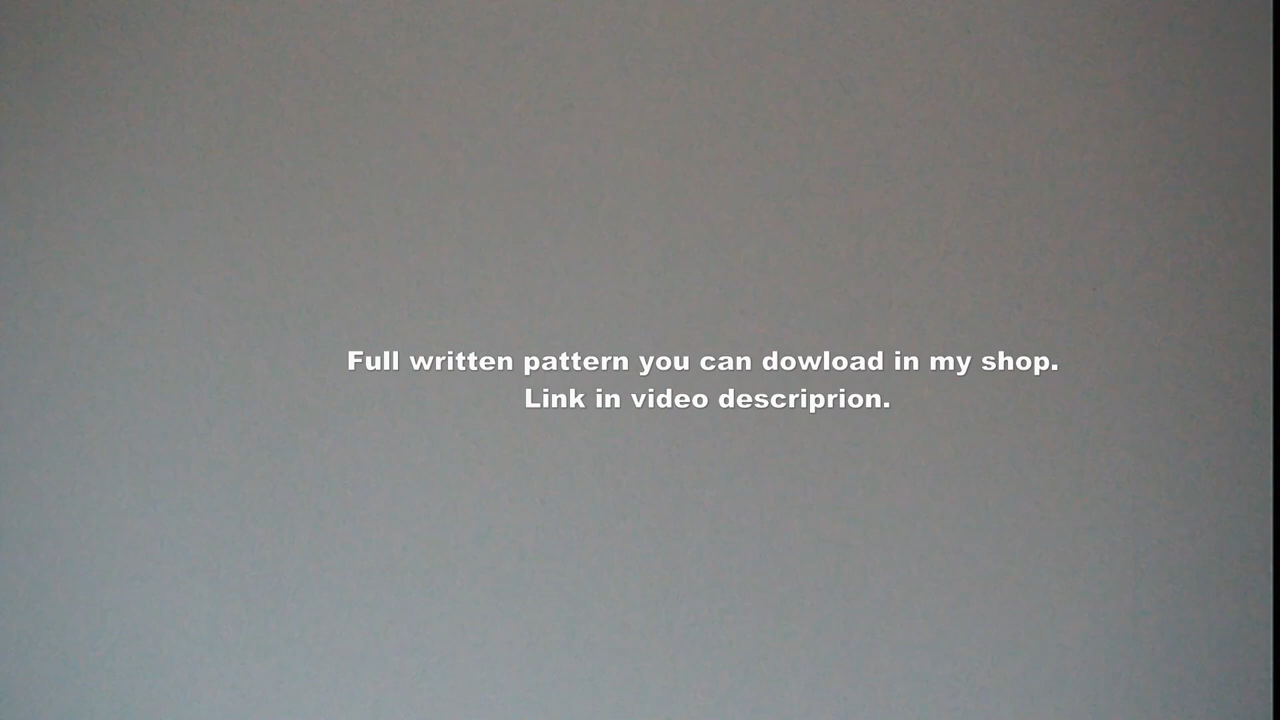 Full written pattern you can dowload in my shop.
Link in video descriprion.